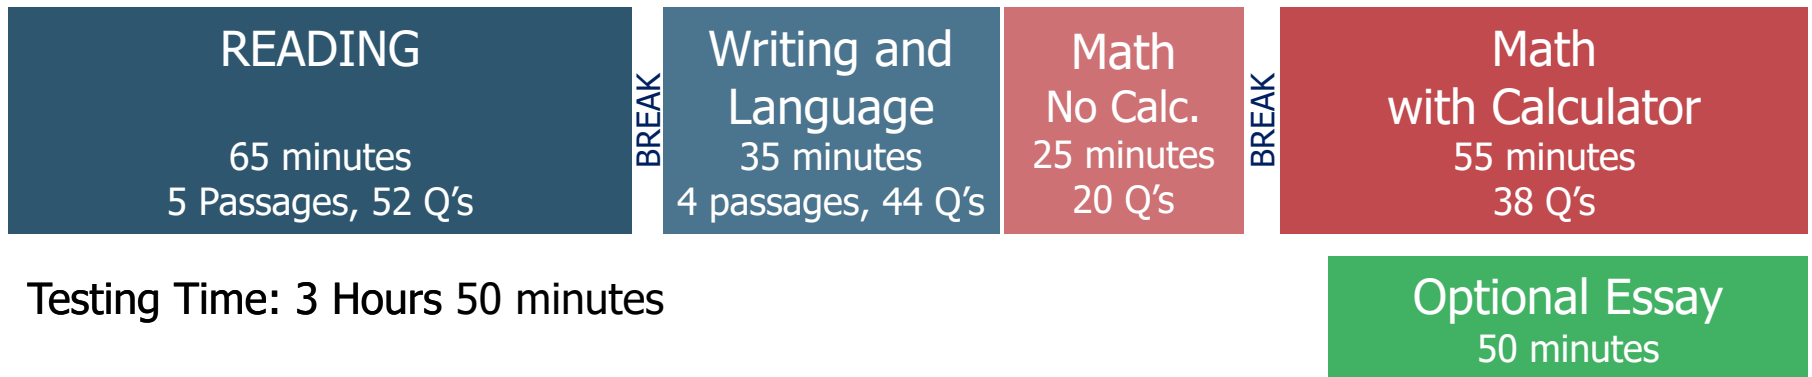 READING
65 minutes
5 Passages, 52 Q’s
BREAK
Writing and
Language
35 minutes
4 passages, 44 Q’s
Math
No Calc.
25 minutes
20 Q’s
BREAK
Math
with Calculator
55 minutes
38 Q’s
Testing Time: 3 Hours 50 minutes
Optional Essay
50 minutes